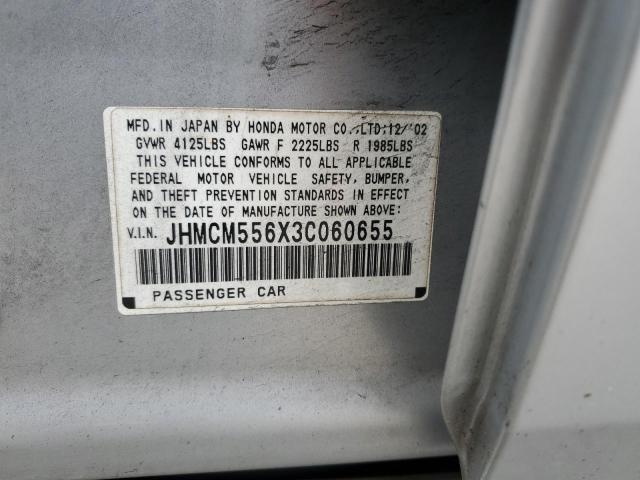 MFD. IN JAPAN BY HONDA MOTOR CO.,LTD:12/'02
GVWR 4125LBS GAWR F 2225LBS R 1985LBS
THIS VEHICLE CONFORMS TO ALL APPLICABLE
FEDERAL MOTOR VEHICLE SAFETY, BUMPER,
AND THEFT PREVENTION STANDARDS IN EFFECT
ON THE DATE OF MANUFACTURE SHOWN ABOVE:
V.I.N. JHMCM556X3C060655
PASSENGER CAR